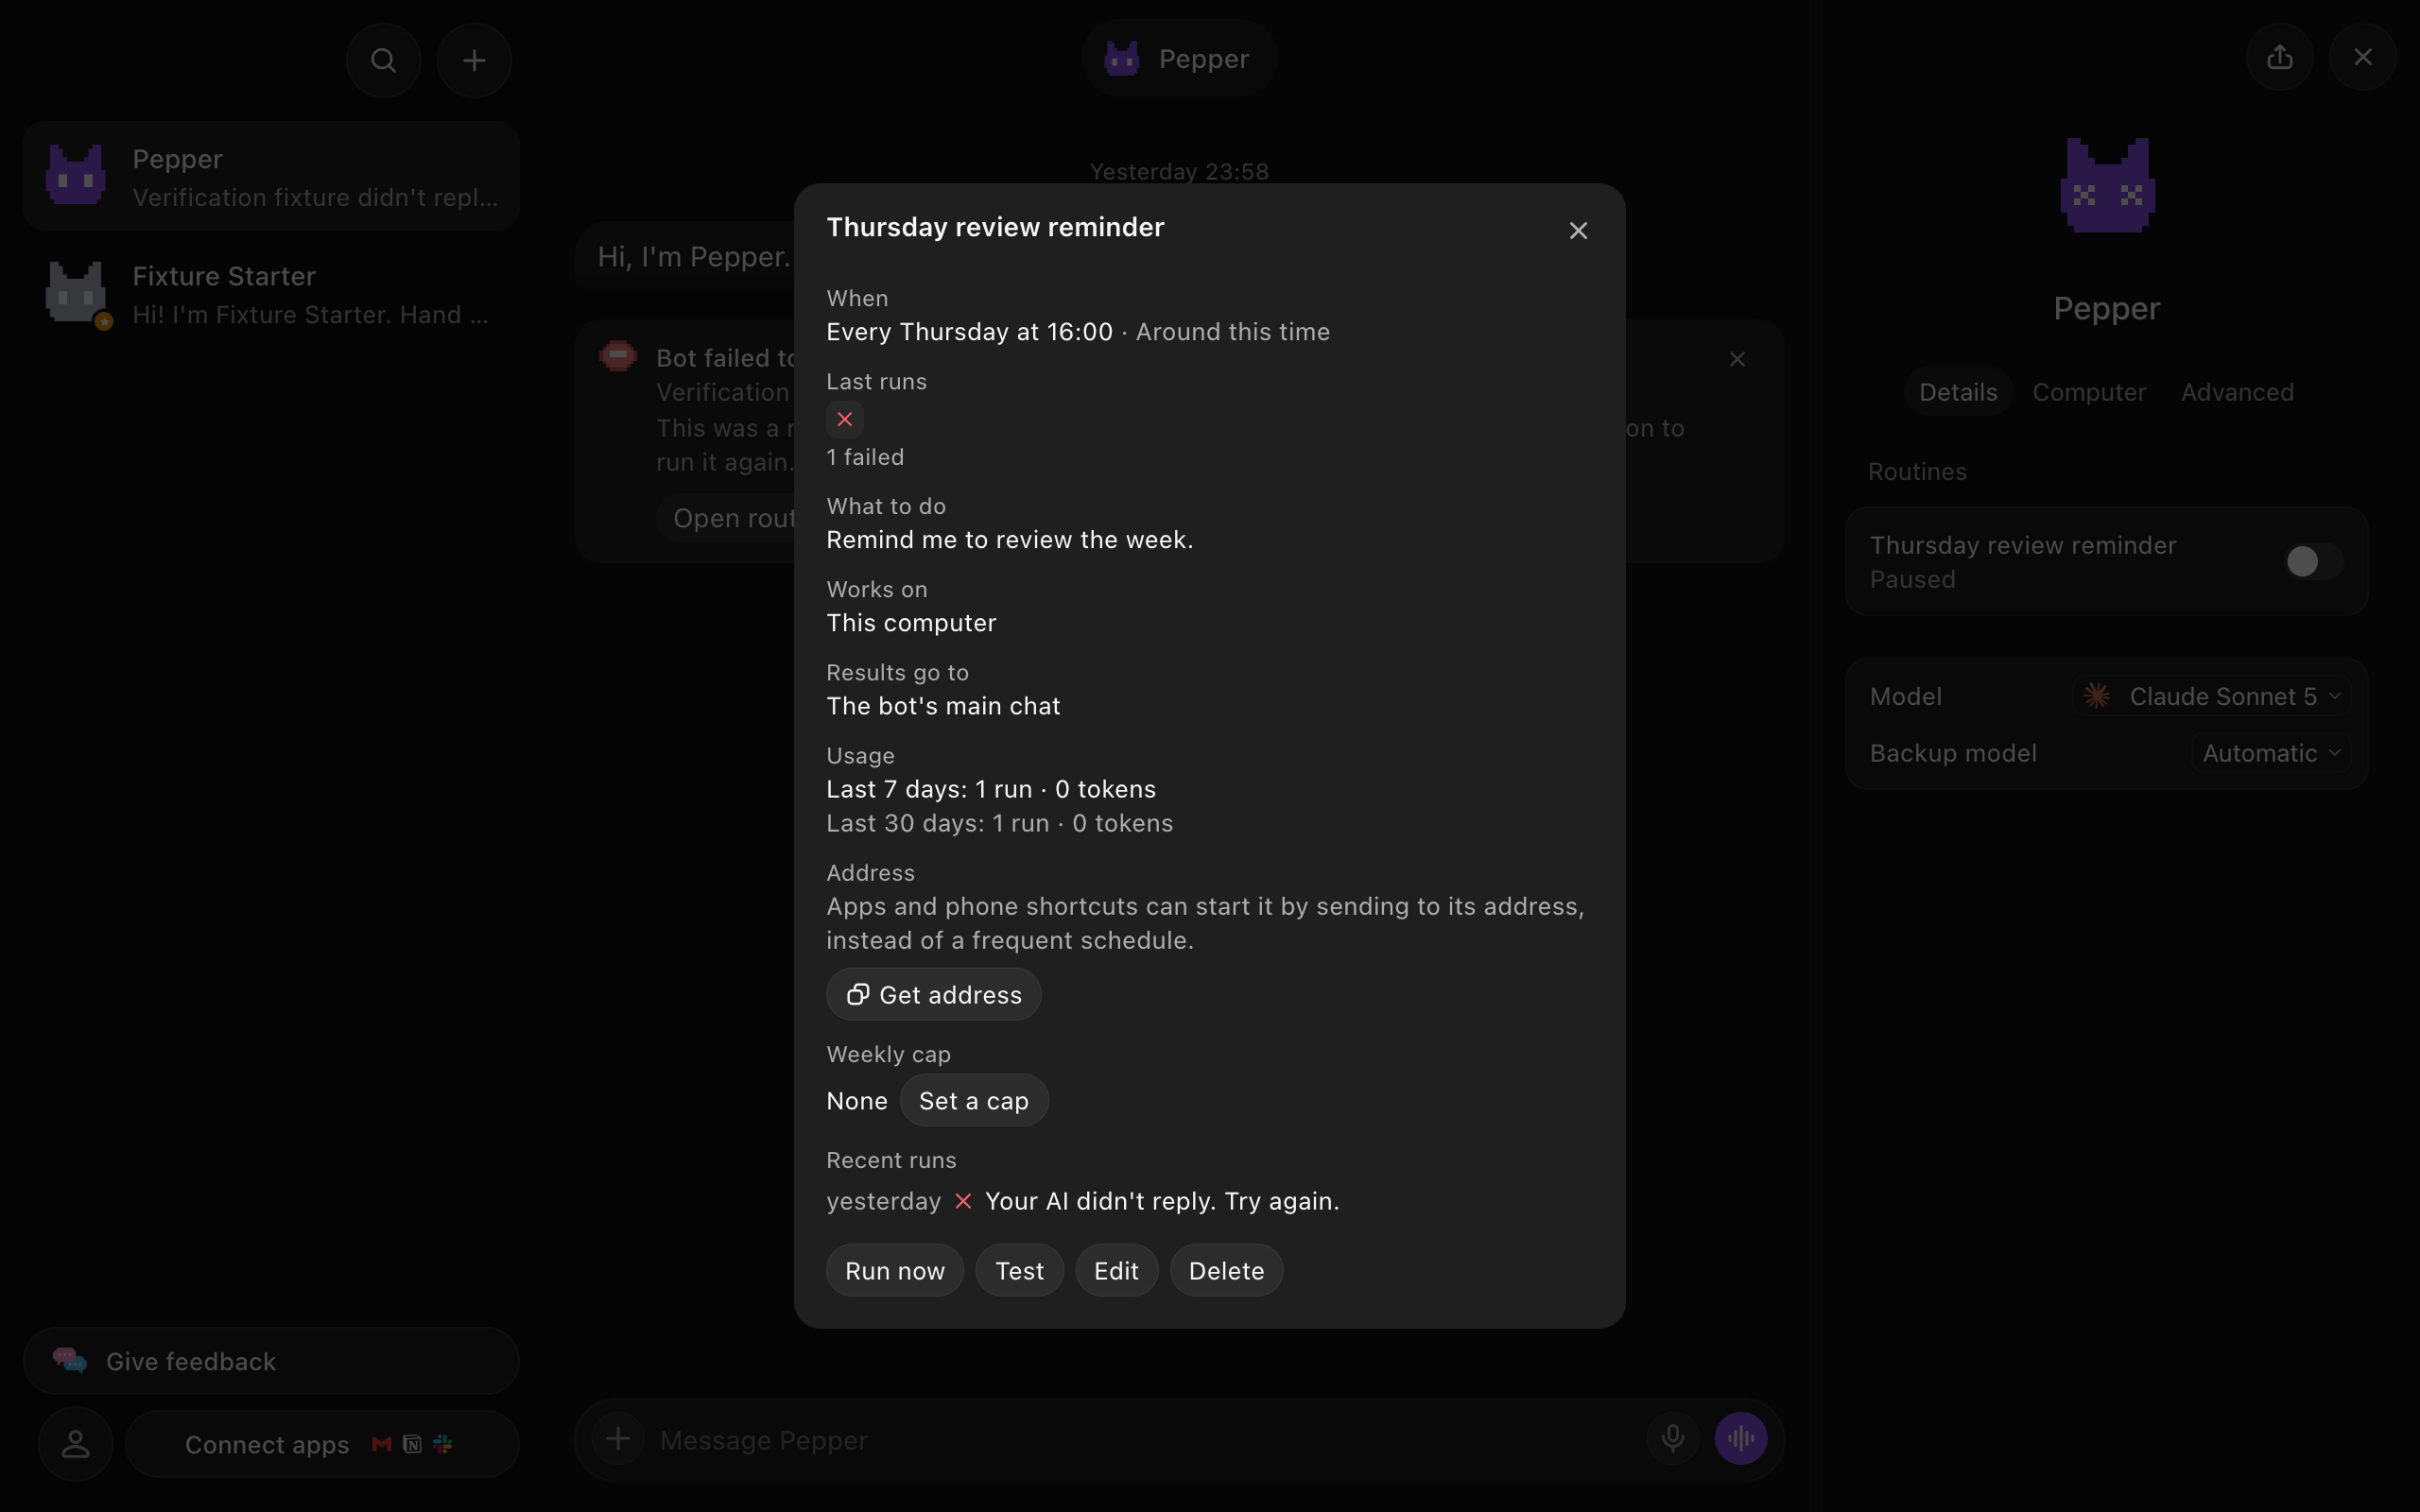 Pepper
Verification fixture didn't repl...
Fixture Starter
Hi! I'm Fixture Starter. Hand ...
Give feedback
Connect apps
Pepper
Yesterday 23:58
Hi, I'm Pepper.
Bot failed to
Verification
This was a
on to
run it again.
Open
Message Pepper
Thursday review reminder
When
Every Thursday at 16:00 · Around this time
Last runs
1 failed
What to do
Remind me to review the week.
Works on
This computer
Results go to
The bot's main chat
Usage
Last 7 days: 1 run · 0 tokens
Last 30 days: 1 run · 0 tokens
Address
Apps and phone shortcuts can start it by sending to its address,
instead of a frequent schedule.
Get address
Weekly cap
None Set a cap
Recent runs
yesterday Your AI didn't reply. Try again.
Run now Test Edit Delete
Pepper
Details Computer Advanced
Routines
Thursday review reminder
Paused
Model Claude Sonnet 5
Backup model Automatic